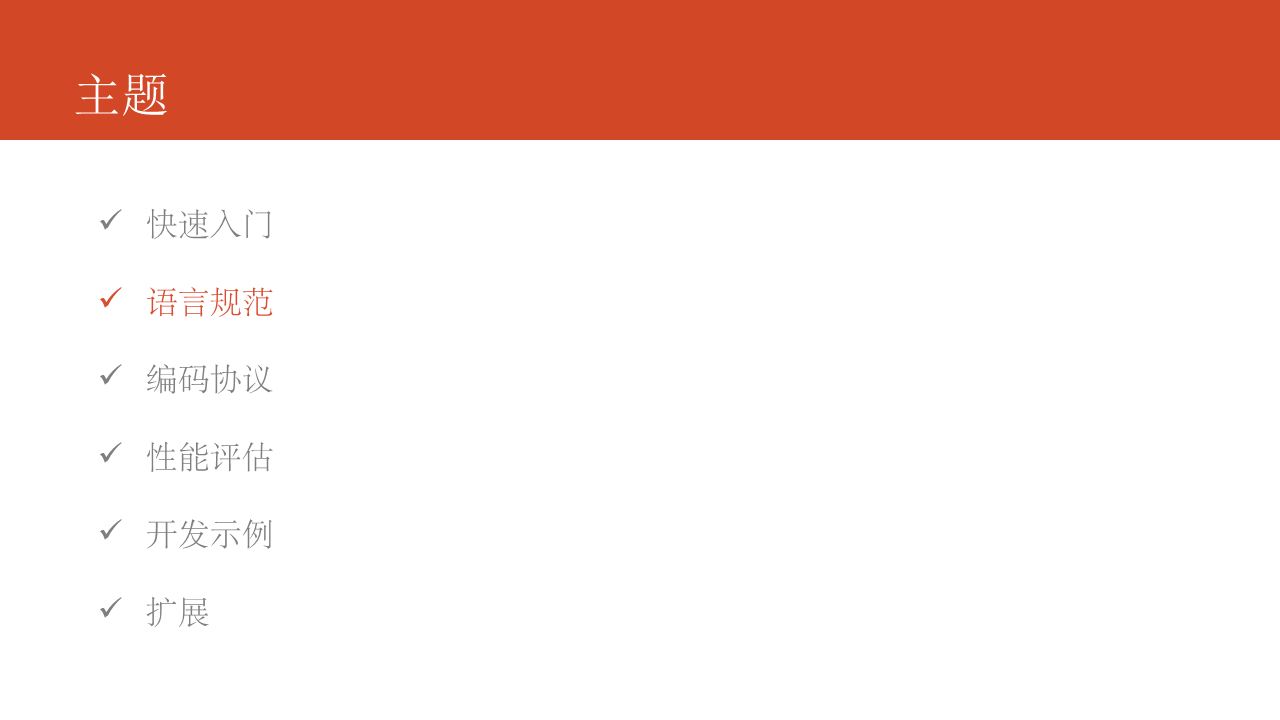 主题
✓ 快速入门
✓ 语言规范
✓ 编码协议
✓ 性能评估
✓ 开发示例
✓ 扩展